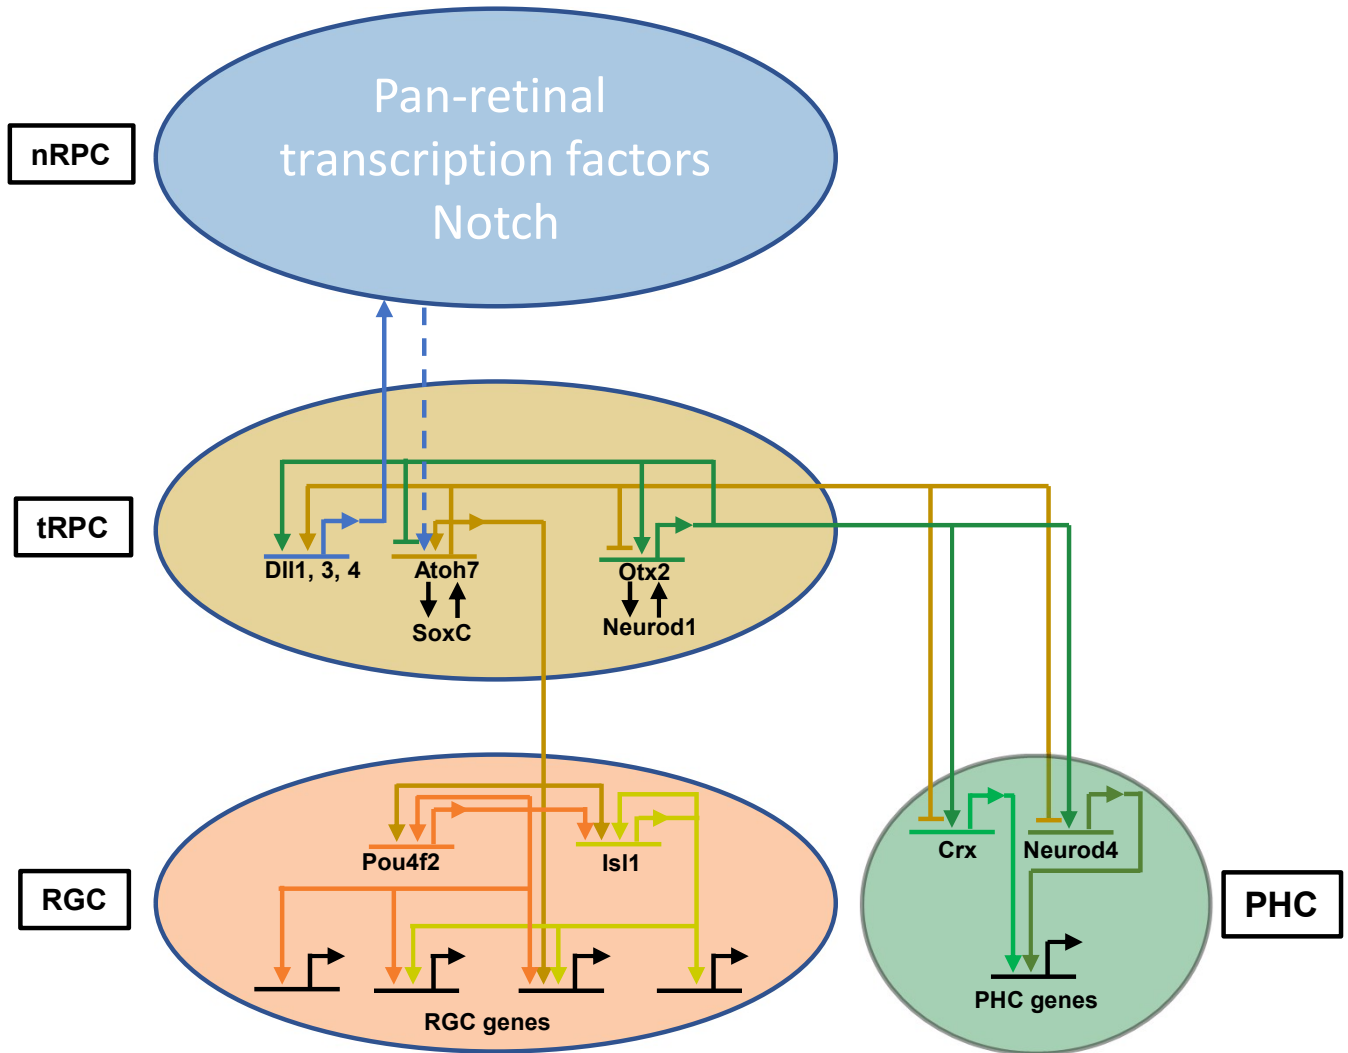 Pan-retinal
transcription factors
Notch
nRPC
tRPC
Dll1, 3, 4
Atoh7
Otx2
SoxC
Neurod1
Pou4f2
Isl1
Crx
Neurod4
RGC
PHC
PHC genes
RGC genes